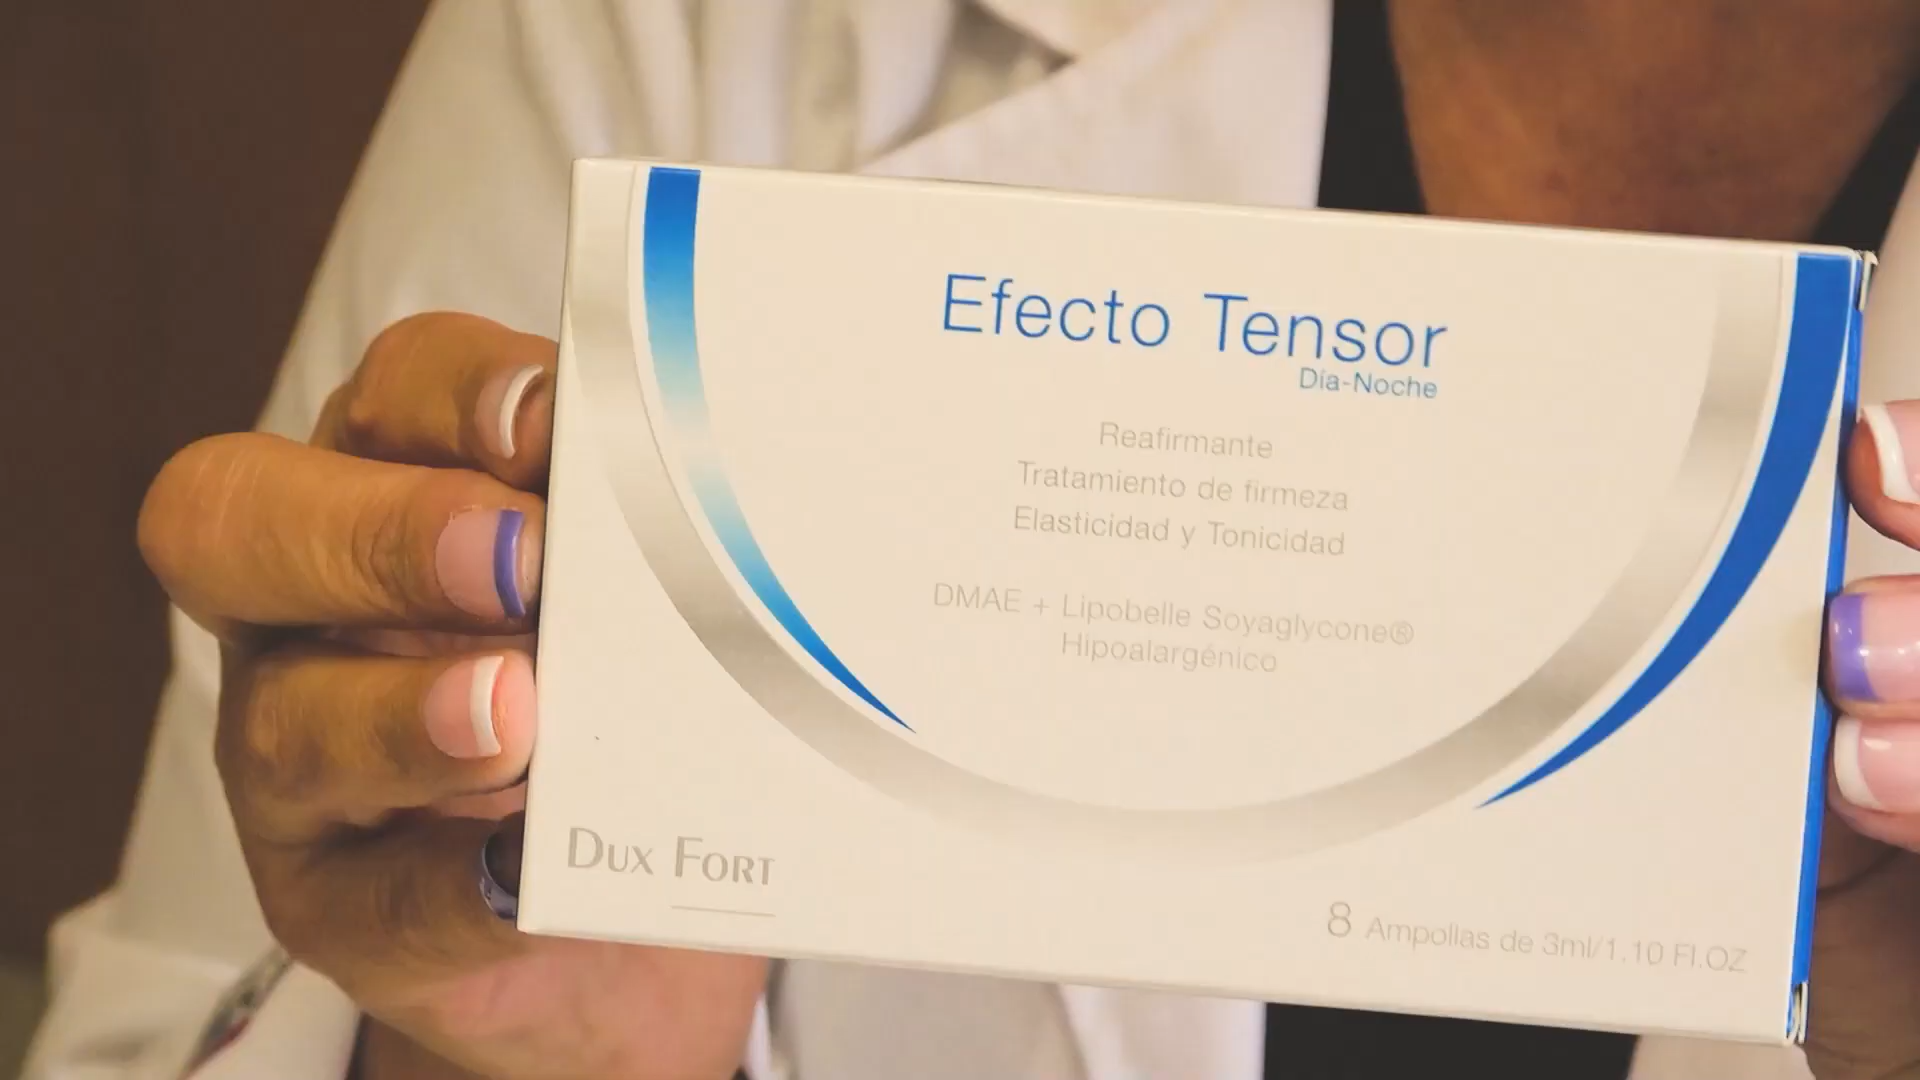 Efecto Tensor
Día-Noche
Reafirmante
Tratamiento de firmeza
Elasticidad y Tonicidad
DMAE + Lipobelle Soyaglycone®
Hipoalargénico
DUX FORT
8 Ampollas de 3ml/1.10 Fl.OZ